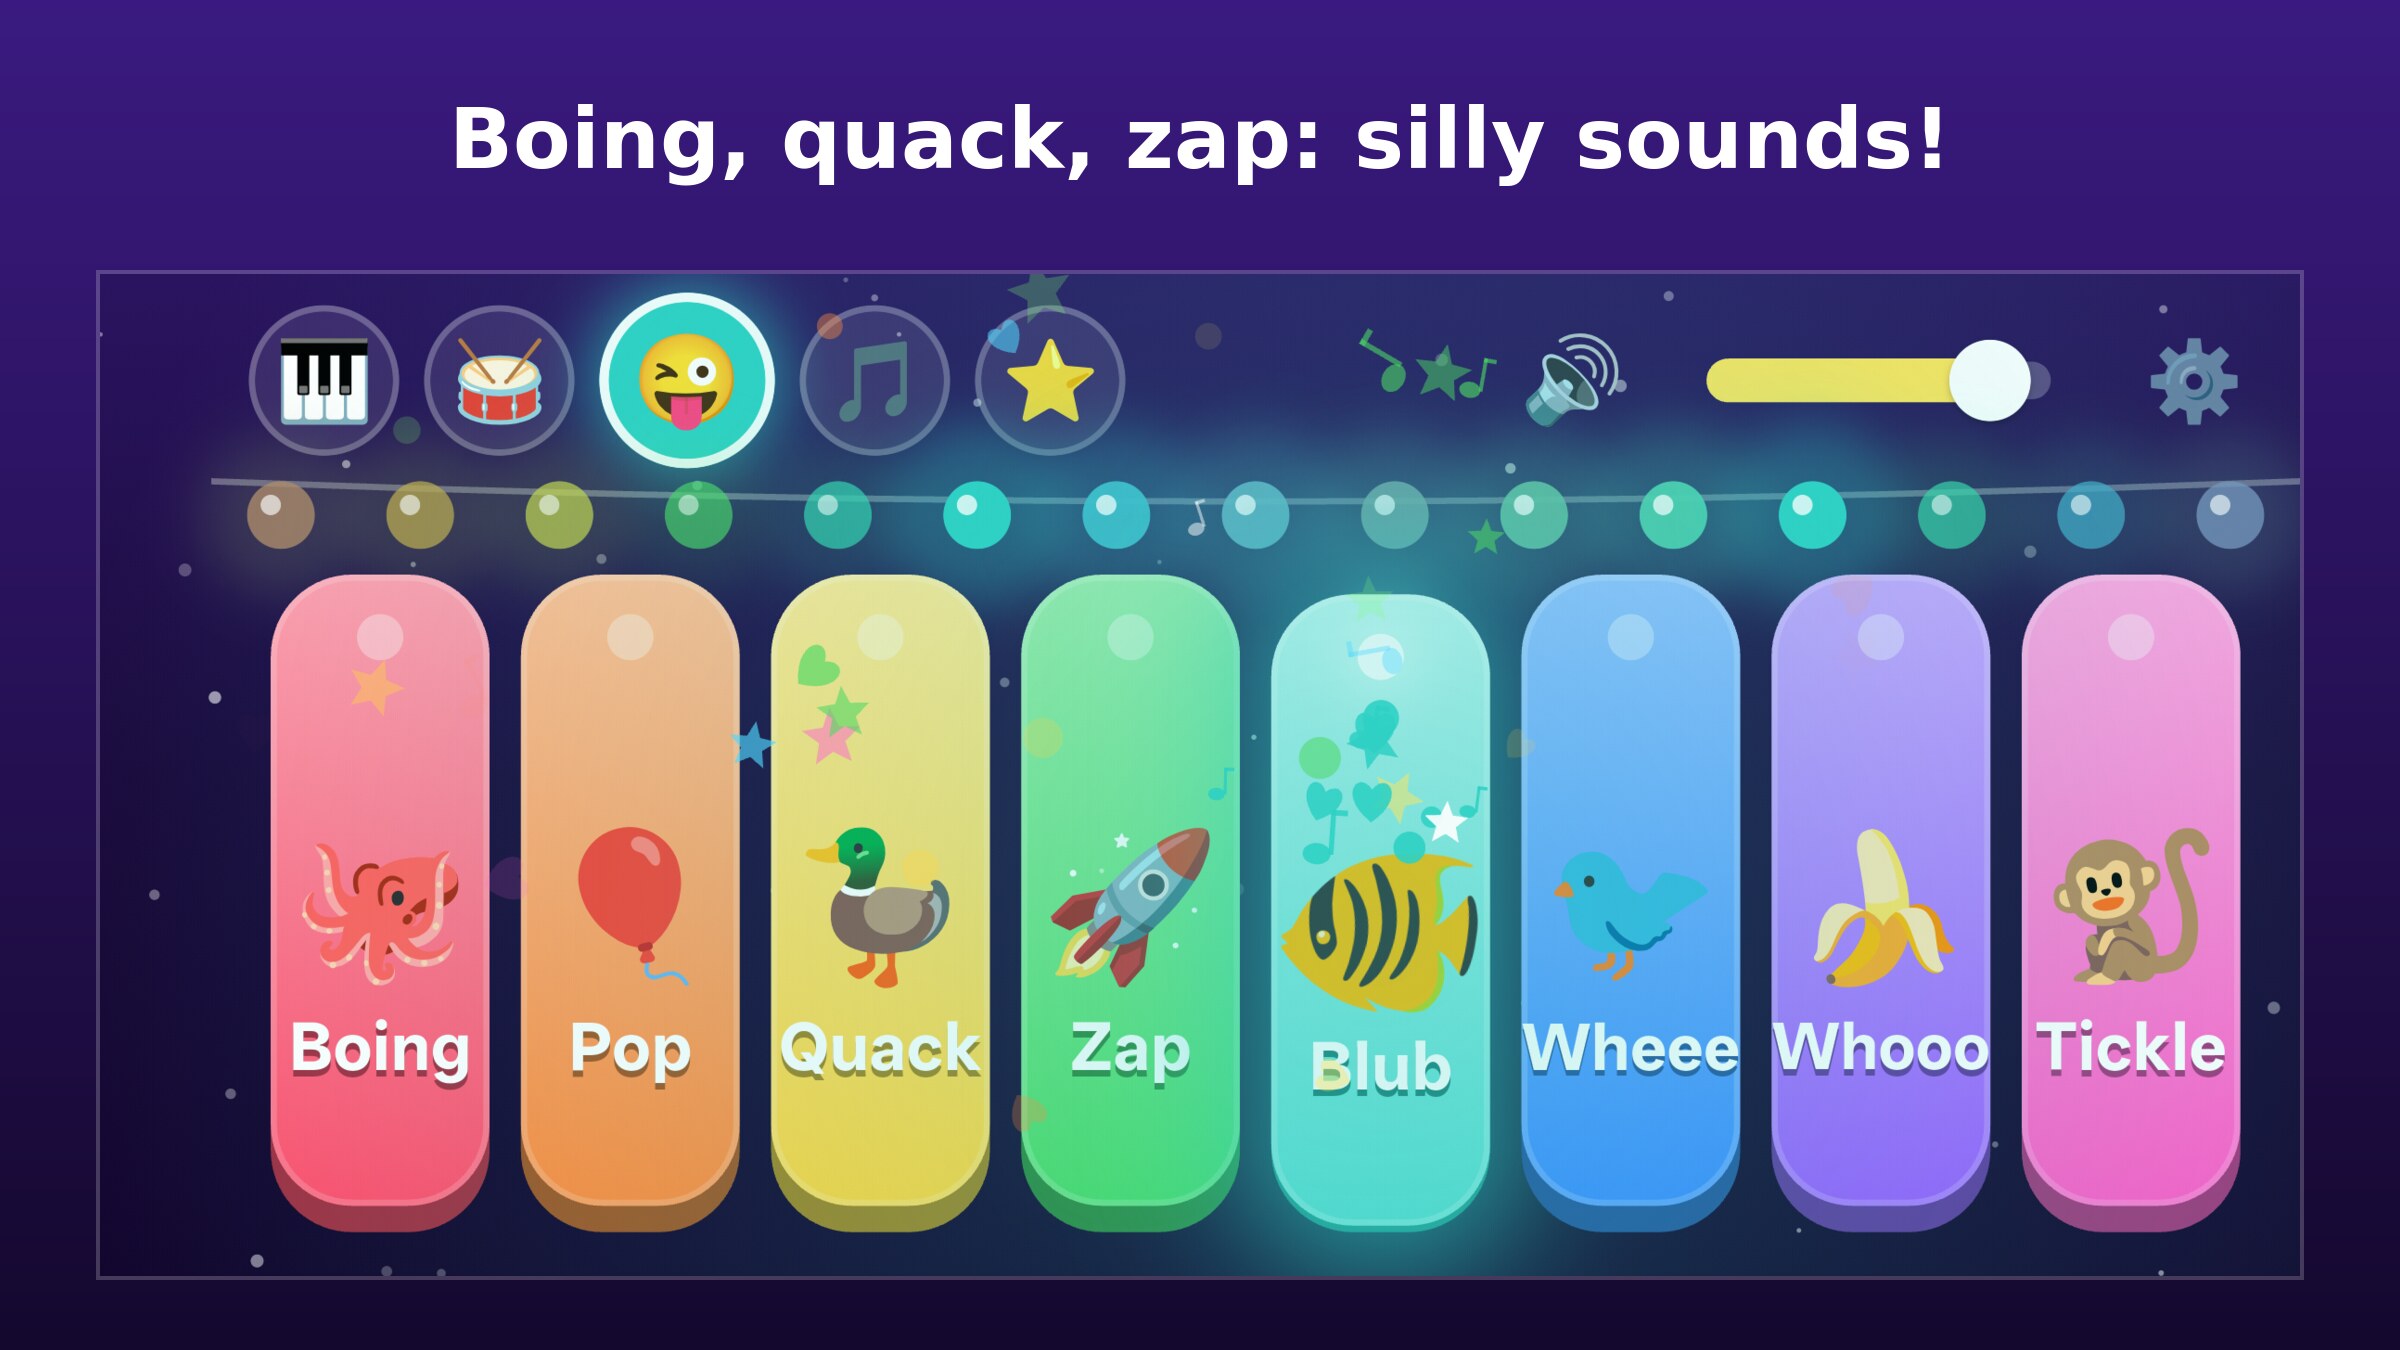 Boing, quack, zap: silly sounds!
Boing
Pop
Quack
Zap
Blub
Wheee
Whooo
Tickle